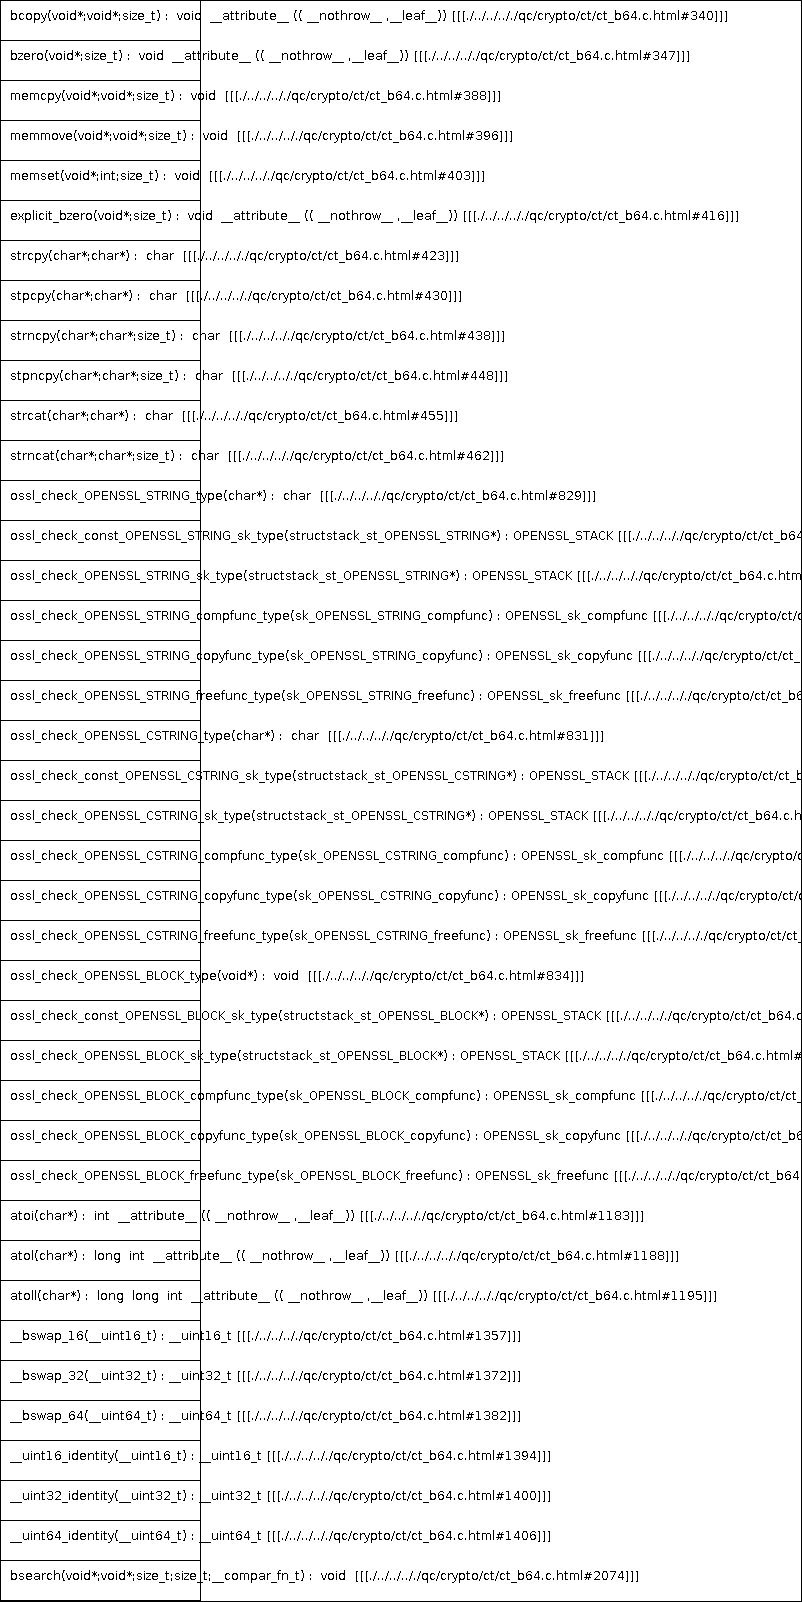 bcopy(void*;void*;size_t) : void __attribute__ (( __nothrow__ ,__leaf__)) [[[./../../../../qc/crypto/ct/ct_b64.c.html#340]]]
bzero(void*;size_t) : void __attribute__ (( __nothrow__ ,__leaf__)) [[[./../../../../qc/crypto/ct/ct_b64.c.html#347]]]
memcpy(void*;void*;size_t) : void [[[./../../../../qc/crypto/ct/ct_b64.c.html#388]]]
memmove(void*;void*;size_t) : void [[[./../../../../qc/crypto/ct/ct_b64.c.html#396]]]
memset(void*;int;size_t) : void [[[./../../../../qc/crypto/ct/ct_b64.c.html#403]]]
explicit_bzero(void*;size_t) : void __attribute__ (( __nothrow__ ,__leaf__)) [[[./../../../../qc/crypto/ct/ct_b64.c.html#416]]]
strcpy(char*;char*) : char [[[./../../../../qc/crypto/ct/ct_b64.c.html#423]]]
stpcpy(char*;char*) : char [[[./../../../../qc/crypto/ct/ct_b64.c.html#430]]]
strncpy(char*;char*;size_t) : char [[[./../../../../qc/crypto/ct/ct_b64.c.html#438]]]
stpncpy(char*;char*;size_t) : char [[[./../../../../qc/crypto/ct/ct_b64.c.html#448]]]
strcat(char*;char*) : char [[[./../../../../qc/crypto/ct/ct_b64.c.html#455]]]
strncat(char*;char*;size_t) : char [[[./../../../../qc/crypto/ct/ct_b64.c.html#462]]]
ossl_check_OPENSSL_STRING_type(char*) : char [[[./../../../../qc/crypto/ct/ct_b64.c.html#829]]]
ossl_check_const_OPENSSL_STRING_sk_type(structstack_st_OPENSSL_STRING*) : OPENSSL_STACK [[[./../../../../qc/crypto/ct/ct_b64
ossl_check_OPENSSL_STRING_sk_type(structstack_st_OPENSSL_STRING*) : OPENSSL_STACK [[[./../../../../qc/crypto/ct/ct_b64.c.htm
ossl_check_OPENSSL_STRING_compfunc_type(sk_OPENSSL_STRING_compfunc) : OPENSSL_sk_compfunc [[[./../../../../qc/crypto/ct/c
ossl_check_OPENSSL_STRING_copyfunc_type(sk_OPENSSL_STRING_copyfunc) : OPENSSL_sk_copyfunc [[[./../../../../qc/crypto/ct/ct_
ossl_check_OPENSSL_STRING_freefunc_type(sk_OPENSSL_STRING_freefunc) : OPENSSL_sk_freefunc [[[./../../../../qc/crypto/ct/ct_b6
ossl_check_OPENSSL_CSTRING_type(char*) : char [[[./../../../../qc/crypto/ct/ct_b64.c.html#831]]]
ossl_check_const_OPENSSL_CSTRING_sk_type(structstack_st_OPENSSL_CSTRING*) : OPENSSL_STACK [[[./../../../../qc/crypto/ct/ct_b
ossl_check_OPENSSL_CSTRING_sk_type(structstack_st_OPENSSL_CSTRING*) : OPENSSL_STACK [[[./../../../../qc/crypto/ct/ct_b64.c.h
ossl_check_OPENSSL_CSTRING_compfunc_type(sk_OPENSSL_CSTRING_compfunc) : OPENSSL_sk_compfunc [[[./../../../../qc/crypto/c
ossl_check_OPENSSL_CSTRING_copyfunc_type(sk_OPENSSL_CSTRING_copyfunc) : OPENSSL_sk_copyfunc [[[./../../../../qc/crypto/ct/c
ossl_check_OPENSSL_CSTRING_freefunc_type(sk_OPENSSL_CSTRING_freefunc) : OPENSSL_sk_freefunc [[[./../../../../qc/crypto/ct/ct_
ossl_check_OPENSSL_BLOCK_type(void*) : void [[[./../../../../qc/crypto/ct/ct_b64.c.html#834]]]
ossl_check_const_OPENSSL_BLOCK_sk_type(structstack_st_OPENSSL_BLOCK*) : OPENSSL_STACK [[[./../../../../qc/crypto/ct/ct_b64.c
ossl_check_OPENSSL_BLOCK_sk_type(structstack_st_OPENSSL_BLOCK*) : OPENSSL_STACK [[[./../../../../qc/crypto/ct/ct_b64.c.html#
ossl_check_OPENSSL_BLOCK_compfunc_type(sk_OPENSSL_BLOCK_compfunc) : OPENSSL_sk_compfunc [[[./../../../../qc/crypto/ct/ct_
ossl_check_OPENSSL_BLOCK_copyfunc_type(sk_OPENSSL_BLOCK_copyfunc) : OPENSSL_sk_copyfunc [[[./../../../../qc/crypto/ct/ct_b6
ossl_check_OPENSSL_BLOCK_freefunc_type(sk_OPENSSL_BLOCK_freefunc) : OPENSSL_sk_freefunc [[[./../../../../qc/crypto/ct/ct_b64
atoi(char*) : int __attribute__ (( __nothrow__ ,__leaf__)) [[[./../../../../qc/crypto/ct/ct_b64.c.html#1183]]]
atol(char*) : long int __attribute__ (( __nothrow__ ,__leaf__)) [[[./../../../../qc/crypto/ct/ct_b64.c.html#1188]]]
atoll(char*) : long long int __attribute__ (( __nothrow__ ,__leaf__)) [[[./../../../../qc/crypto/ct/ct_b64.c.html#1195]]]
__bswap_16(__uint16_t) : __uint16_t [[[./../../../../qc/crypto/ct/ct_b64.c.html#1357]]]
__bswap_32(__uint32_t) : __uint32_t [[[./../../../../qc/crypto/ct/ct_b64.c.html#1372]]]
__bswap_64(__uint64_t) : __uint64_t [[[./../../../../qc/crypto/ct/ct_b64.c.html#1382]]]
__uint16_identity(__uint16_t) : __uint16_t [[[./../../../../qc/crypto/ct/ct_b64.c.html#1394]]]
__uint32_identity(__uint32_t) : __uint32_t [[[./../../../../qc/crypto/ct/ct_b64.c.html#1400]]]
__uint64_identity(__uint64_t) : __uint64_t [[[./../../../../qc/crypto/ct/ct_b64.c.html#1406]]]
bsearch(void*;void*;size_t;size_t;__compar_fn_t) : void [[[./../../../../qc/crypto/ct/ct_b64.c.html#2074]]]